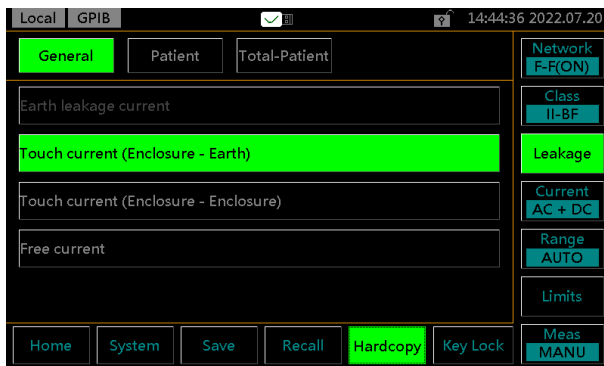 Local GPIB 14:44:36 2022.07.20
General Patient Total-Patient
Earth leakage current
Touch current (Enclosure - Earth)
Touch current (Enclosure - Enclosure)
Free current
Network
F-F(ON)
Class
II-BF
Leakage
Current
AC + DC
Range
AUTO
Limits
Meas
MANU
Home System Save Recall Hardcopy Key Lock